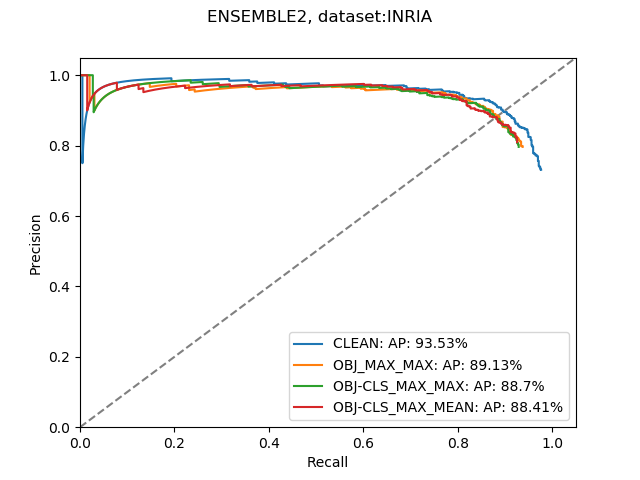 ENSEMBLE2, dataset:INRIA
1.0
0.8
0.6
0.4
0.2
0.0
Precision
CLEAN: AP: 93.53%
OBJ_MAX_MAX: AP: 89.13%
OBJ-CLS_MAX_MAX: AP: 88.7%
OBJ-CLS_MAX_MEAN: AP: 88.41%
0.0 0.2 0.4 0.6 0.8 1.0
Recall